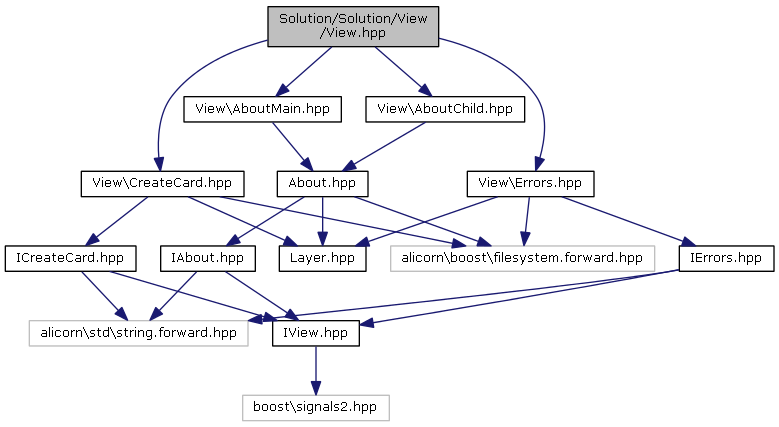 Solution/Solution/View
/View.hpp
View\AboutMain.hpp
View\AboutChild.hpp
View\CreateCard.hpp
About.hpp
View\Errors.hpp
ICreateCard.hpp
IAbout.hpp
Layer.hpp
alicorn\boost\filesystem.forward.hpp
IErrors.hpp
alicorn\std\string.forward.hpp
IView.hpp
boost\signals2.hpp